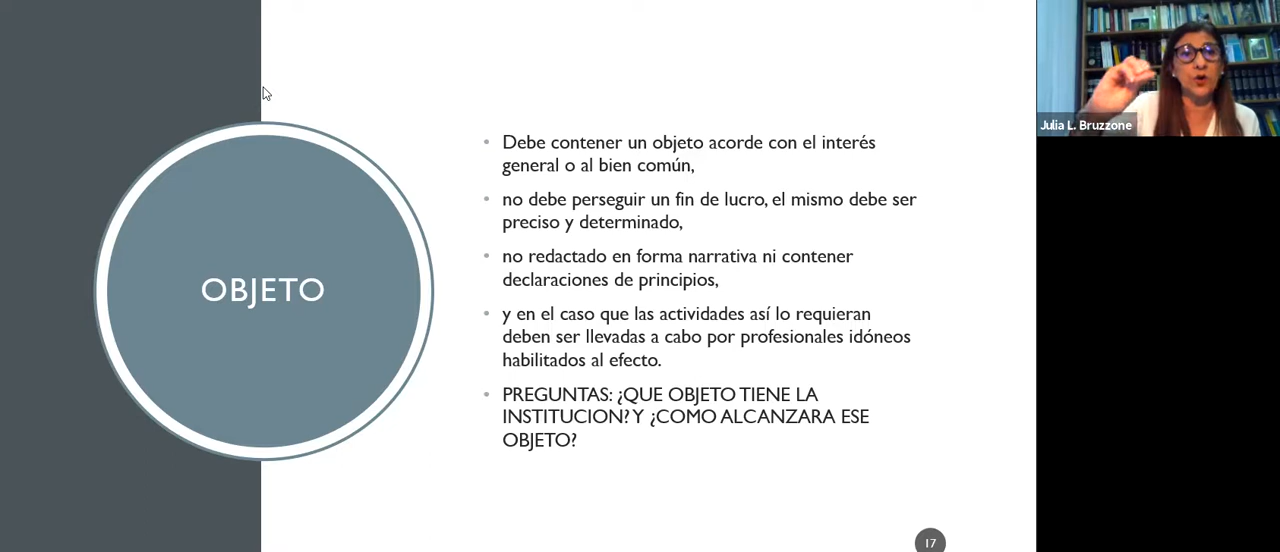 OBJETO
Debe contener un objeto acorde con el interés
general o al bien común,
no debe perseguir un fin de lucro, el mismo debe ser
preciso y determinado,
no redactado en forma narrativa ni contener
declaraciones de principios,
y en el caso que las actividades así lo requieran
deben ser llevadas a cabo por profesionales idóneos
habilitados al efecto.
PREGUNTAS: ¿QUE OBJETO TIENE LA
INSTITUCION? Y ¿COMO ALCANZARA ESE
OBJETO?
17
Julia L. Bruzzone